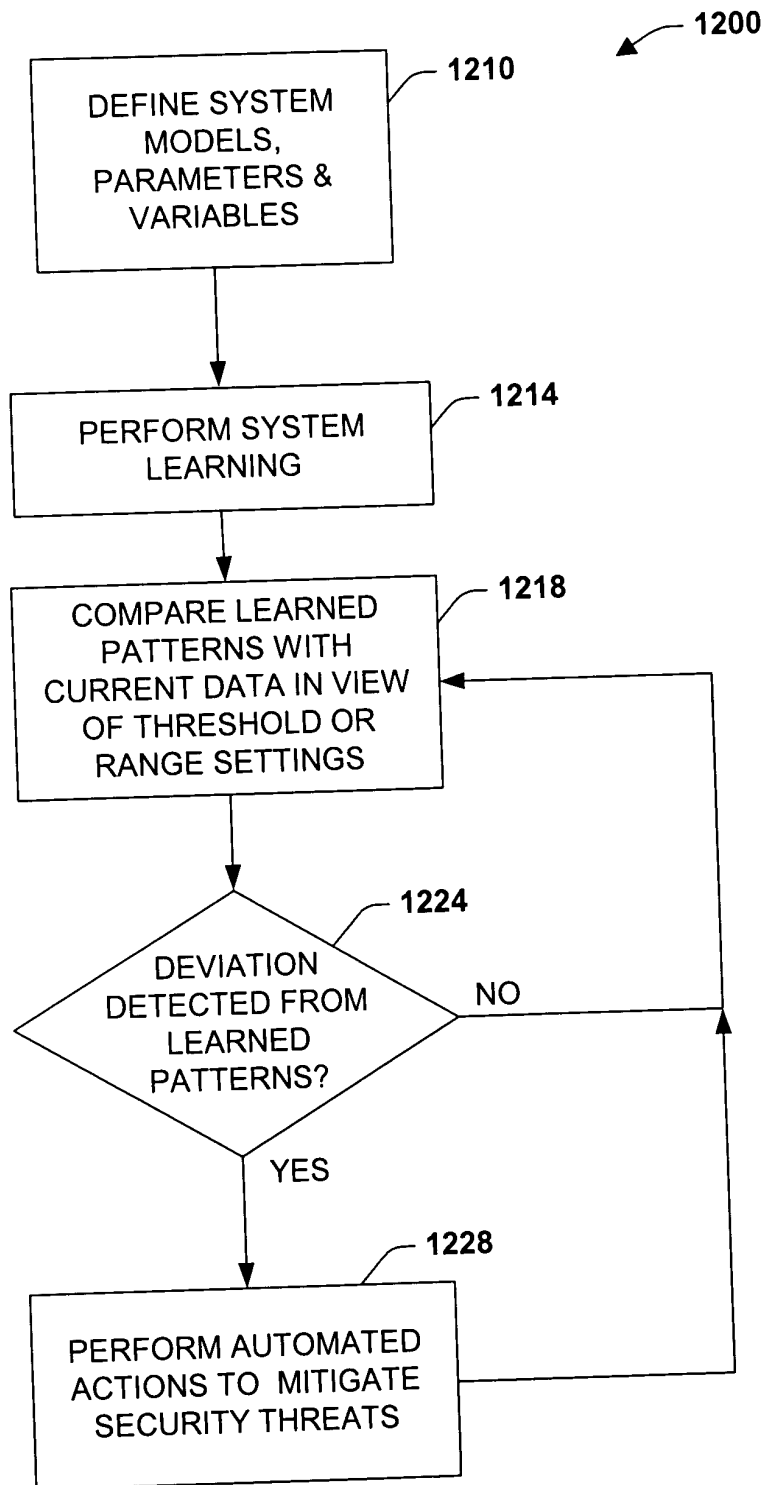 1200
1210
DEFINE SYSTEM
MODELS,
PARAMETERS &
VARIABLES
1214
PERFORM SYSTEM
LEARNING
1218
COMPARE LEARNED
PATTERNS WITH
CURRENT DATA IN VIEW
OF THRESHOLD OR
RANGE SETTINGS
1224
DEVIATION
DETECTED FROM
LEARNED
PATTERNS?
NO
YES
1228
PERFORM AUTOMATED
ACTIONS TO MITIGATE
SECURITY THREATS